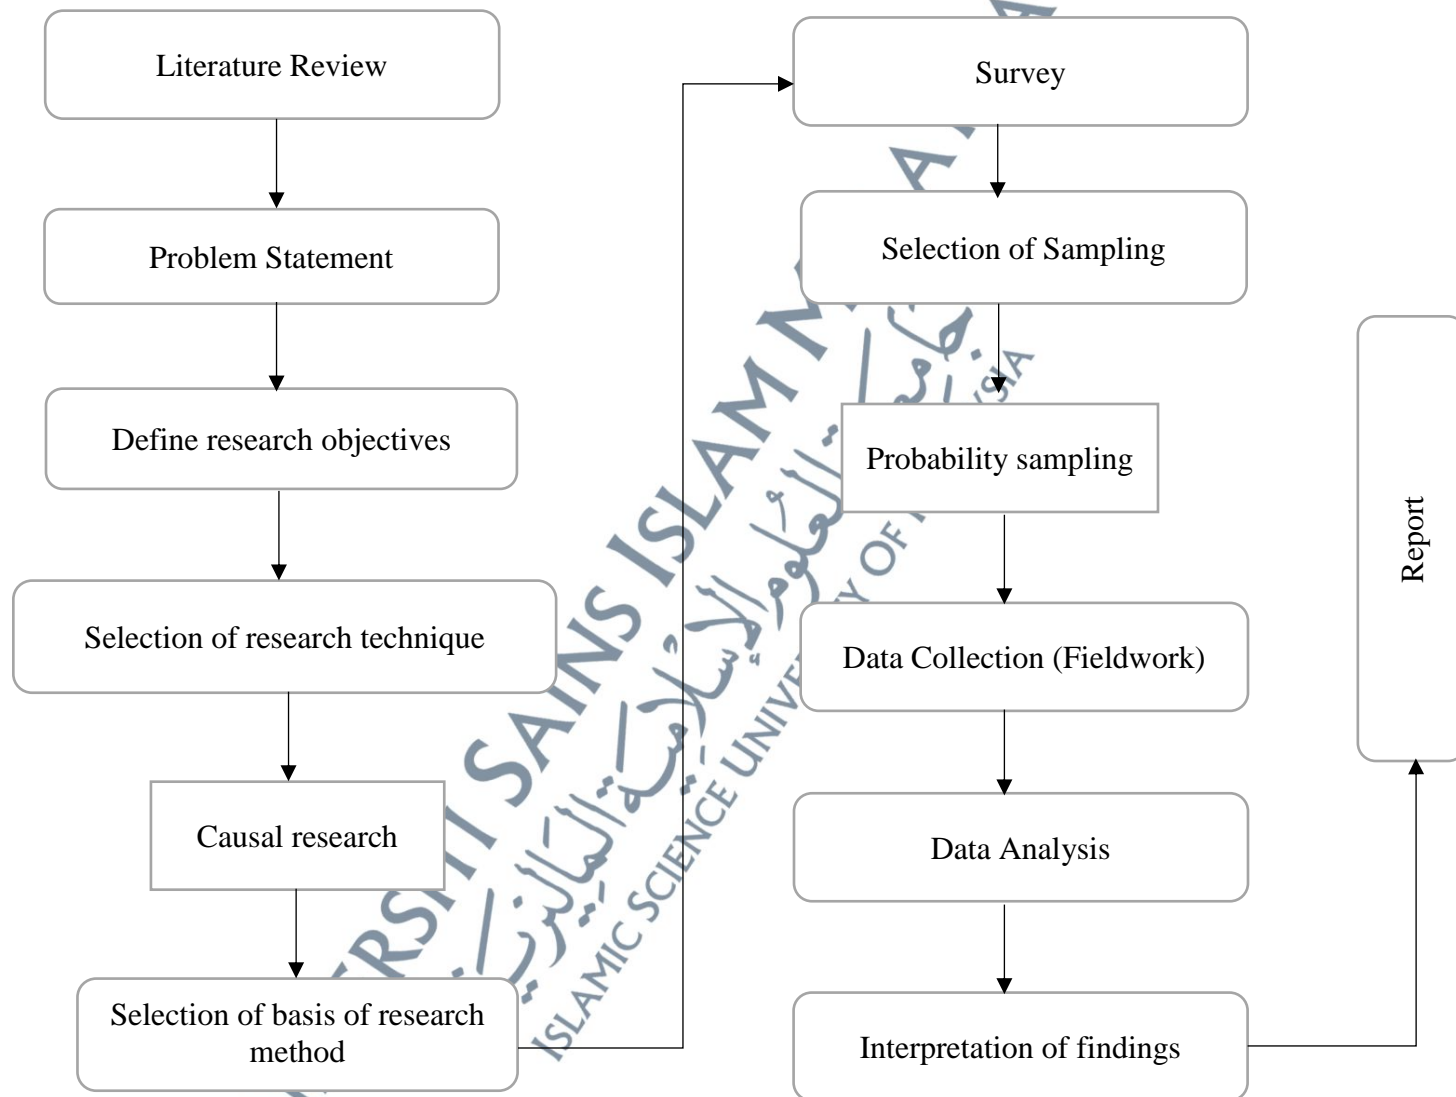 Literature Review
Problem Statement
Define research objectives
Selection of research technique
Causal research
Selection of basis of research
method
Survey
Selection of Sampling
Probability sampling
Data Collection (Fieldwork)
Data Analysis
Interpretation of findings
Report
SAINS ISLAM
ISLAMIC SCIENCE
OF